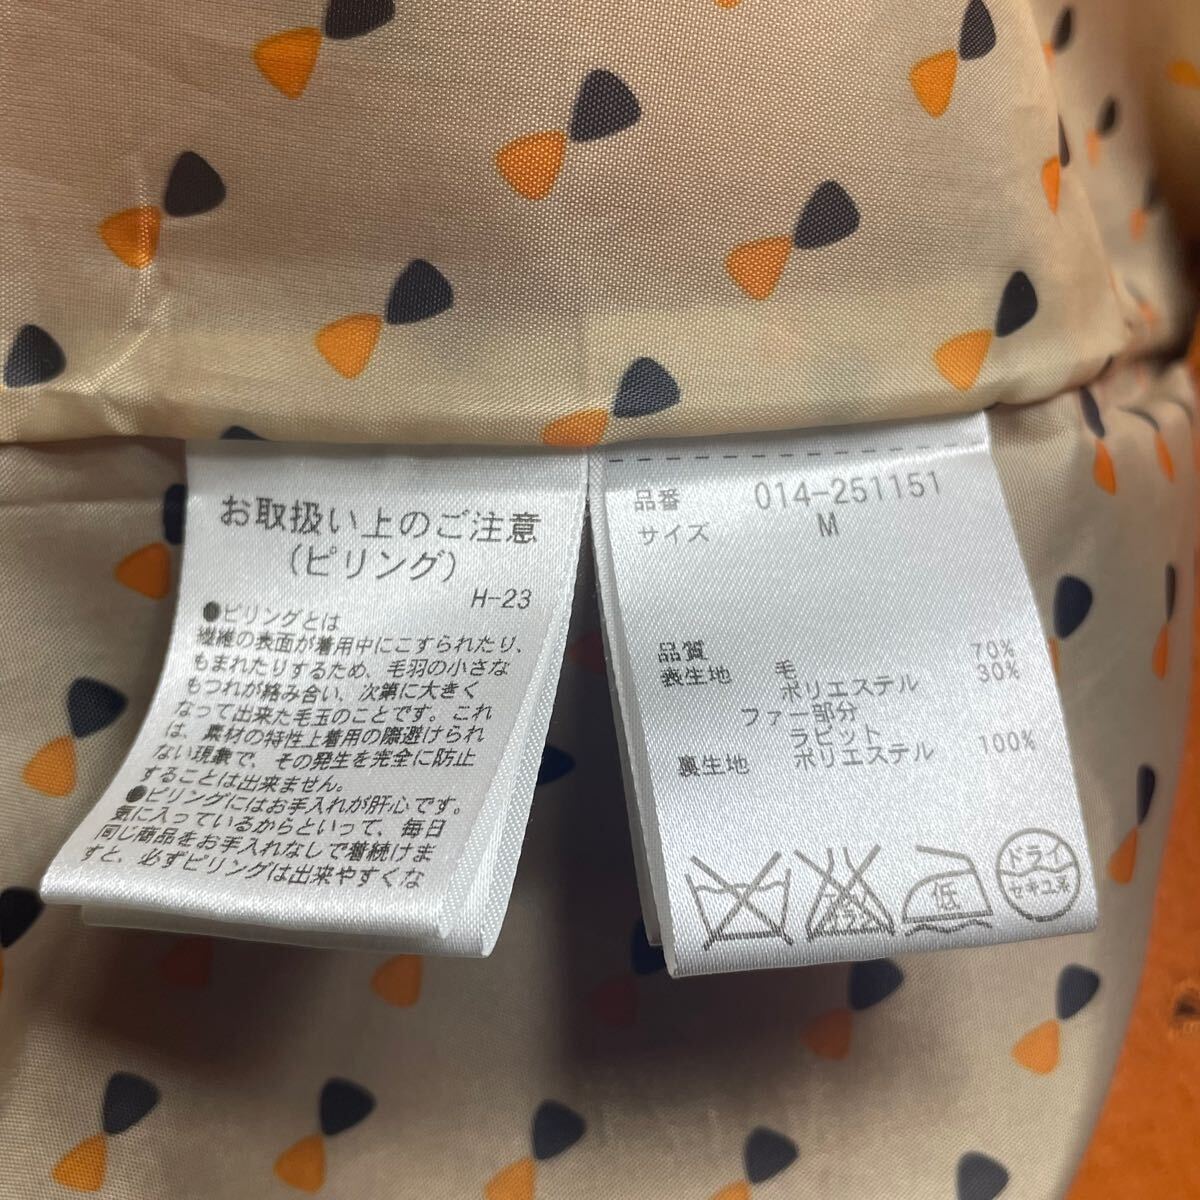 お取扱い上のご注意
(ピリング)
H-23
●ピリングとは
繊維の表面が着用中にこすられたり、
もまれたりするため、毛羽の小さな
もつれが絡み合い、次第に大きく
なって出来た毛玉のことです。これ
は、素材の特性上着用の際避けられ
ない現象で、その発生を完全に防止
することは出来ません。
●ピリングにはお手入れが肝心です。
気に入っているからといって、毎日
同じ商品をお手入れなしで着続けま
すと、必ずピリングは出来やすくな
品番 014-251151
サイズ M
品質
表生地 毛 70%
ポリエステル 30%
ファー部分
ラビット
裏生地 ポリエステル 100%
エンソ
サラシ
低
ドライ
セキユ系